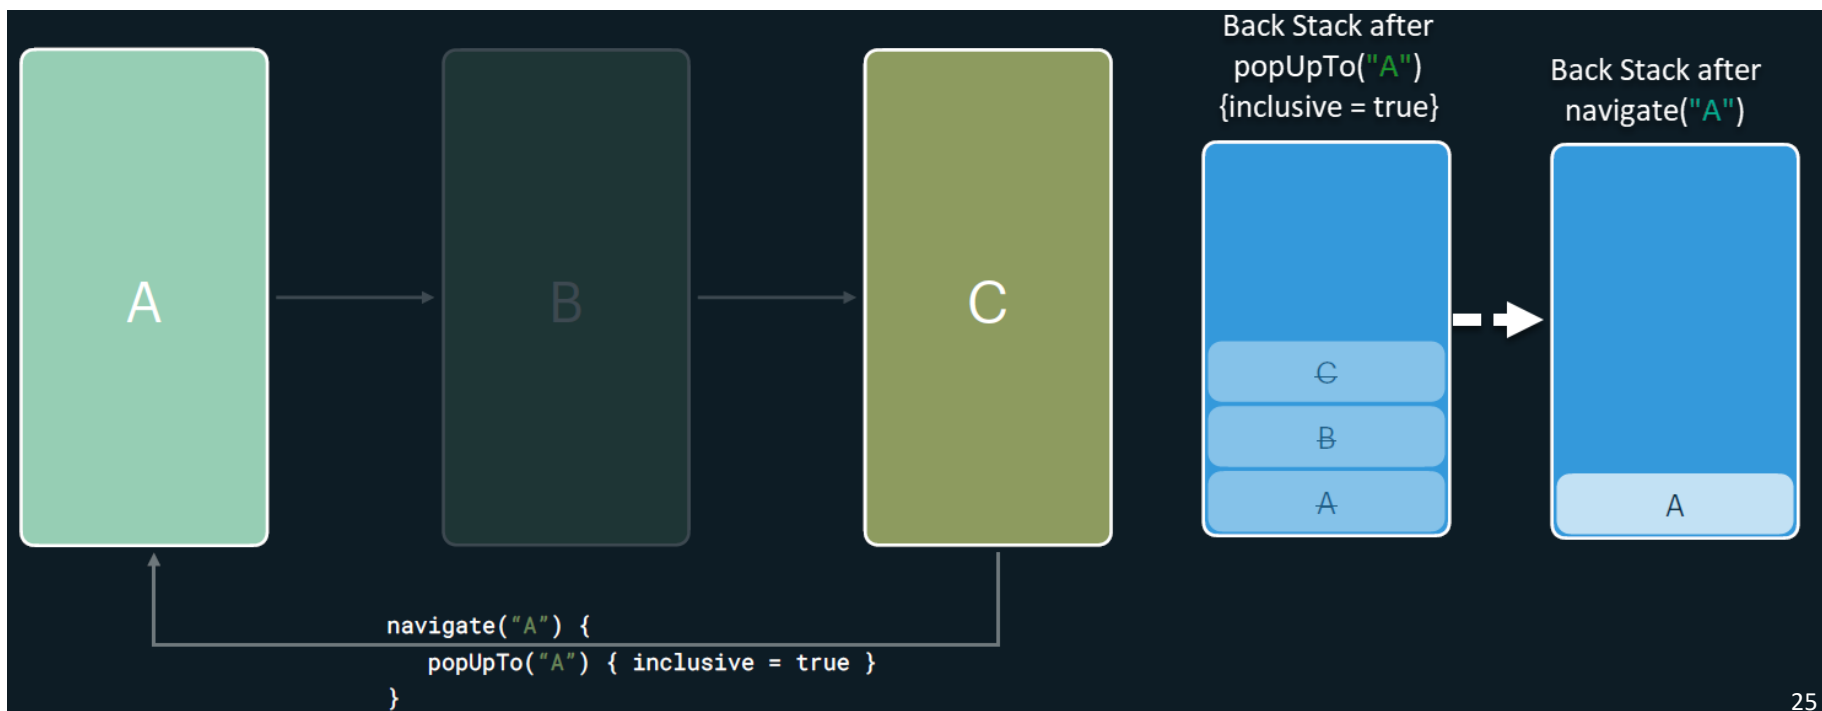 A
B
C
navigate("A") {
popUpTo("A") { inclusive = true }
}
Back Stack after
popUpTo("A")
{inclusive = true}
C
B
A
Back Stack after
navigate("A")
A
25